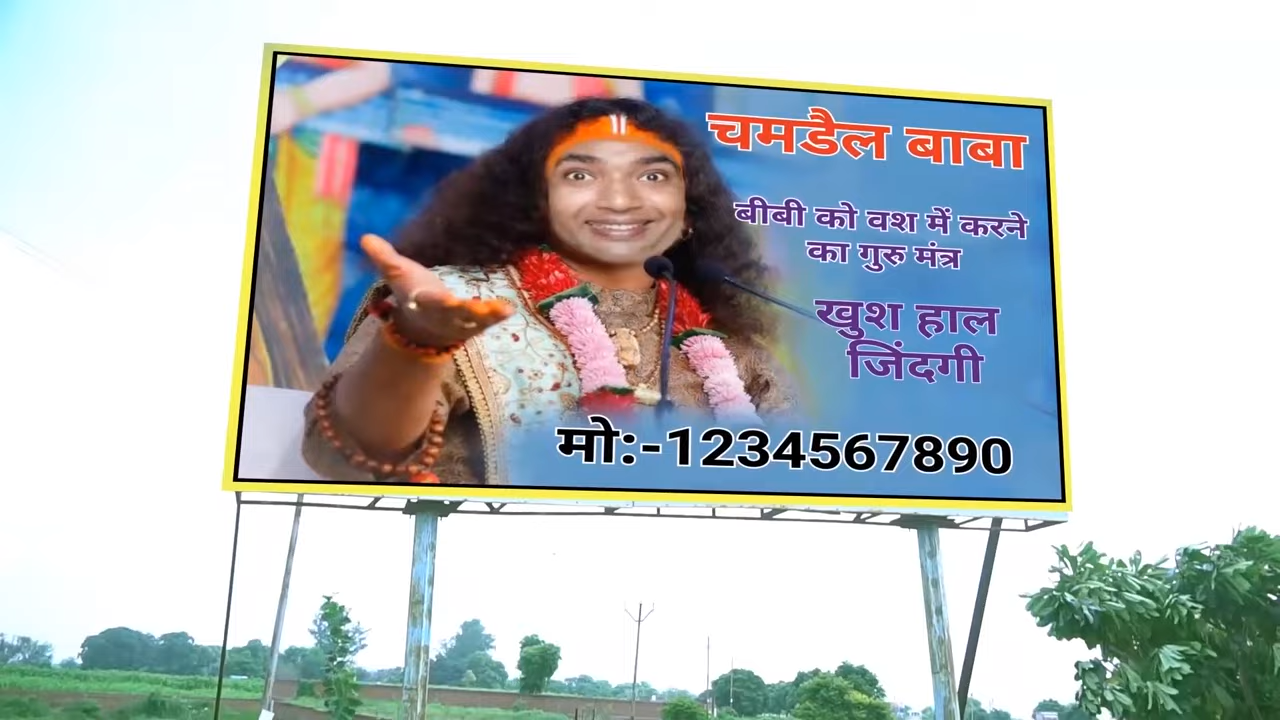 चमडैल बाबा
बीबी को वश में करने
का गुरु मंत्र
खुश हाल
जिंदगी
मो:-1234567890